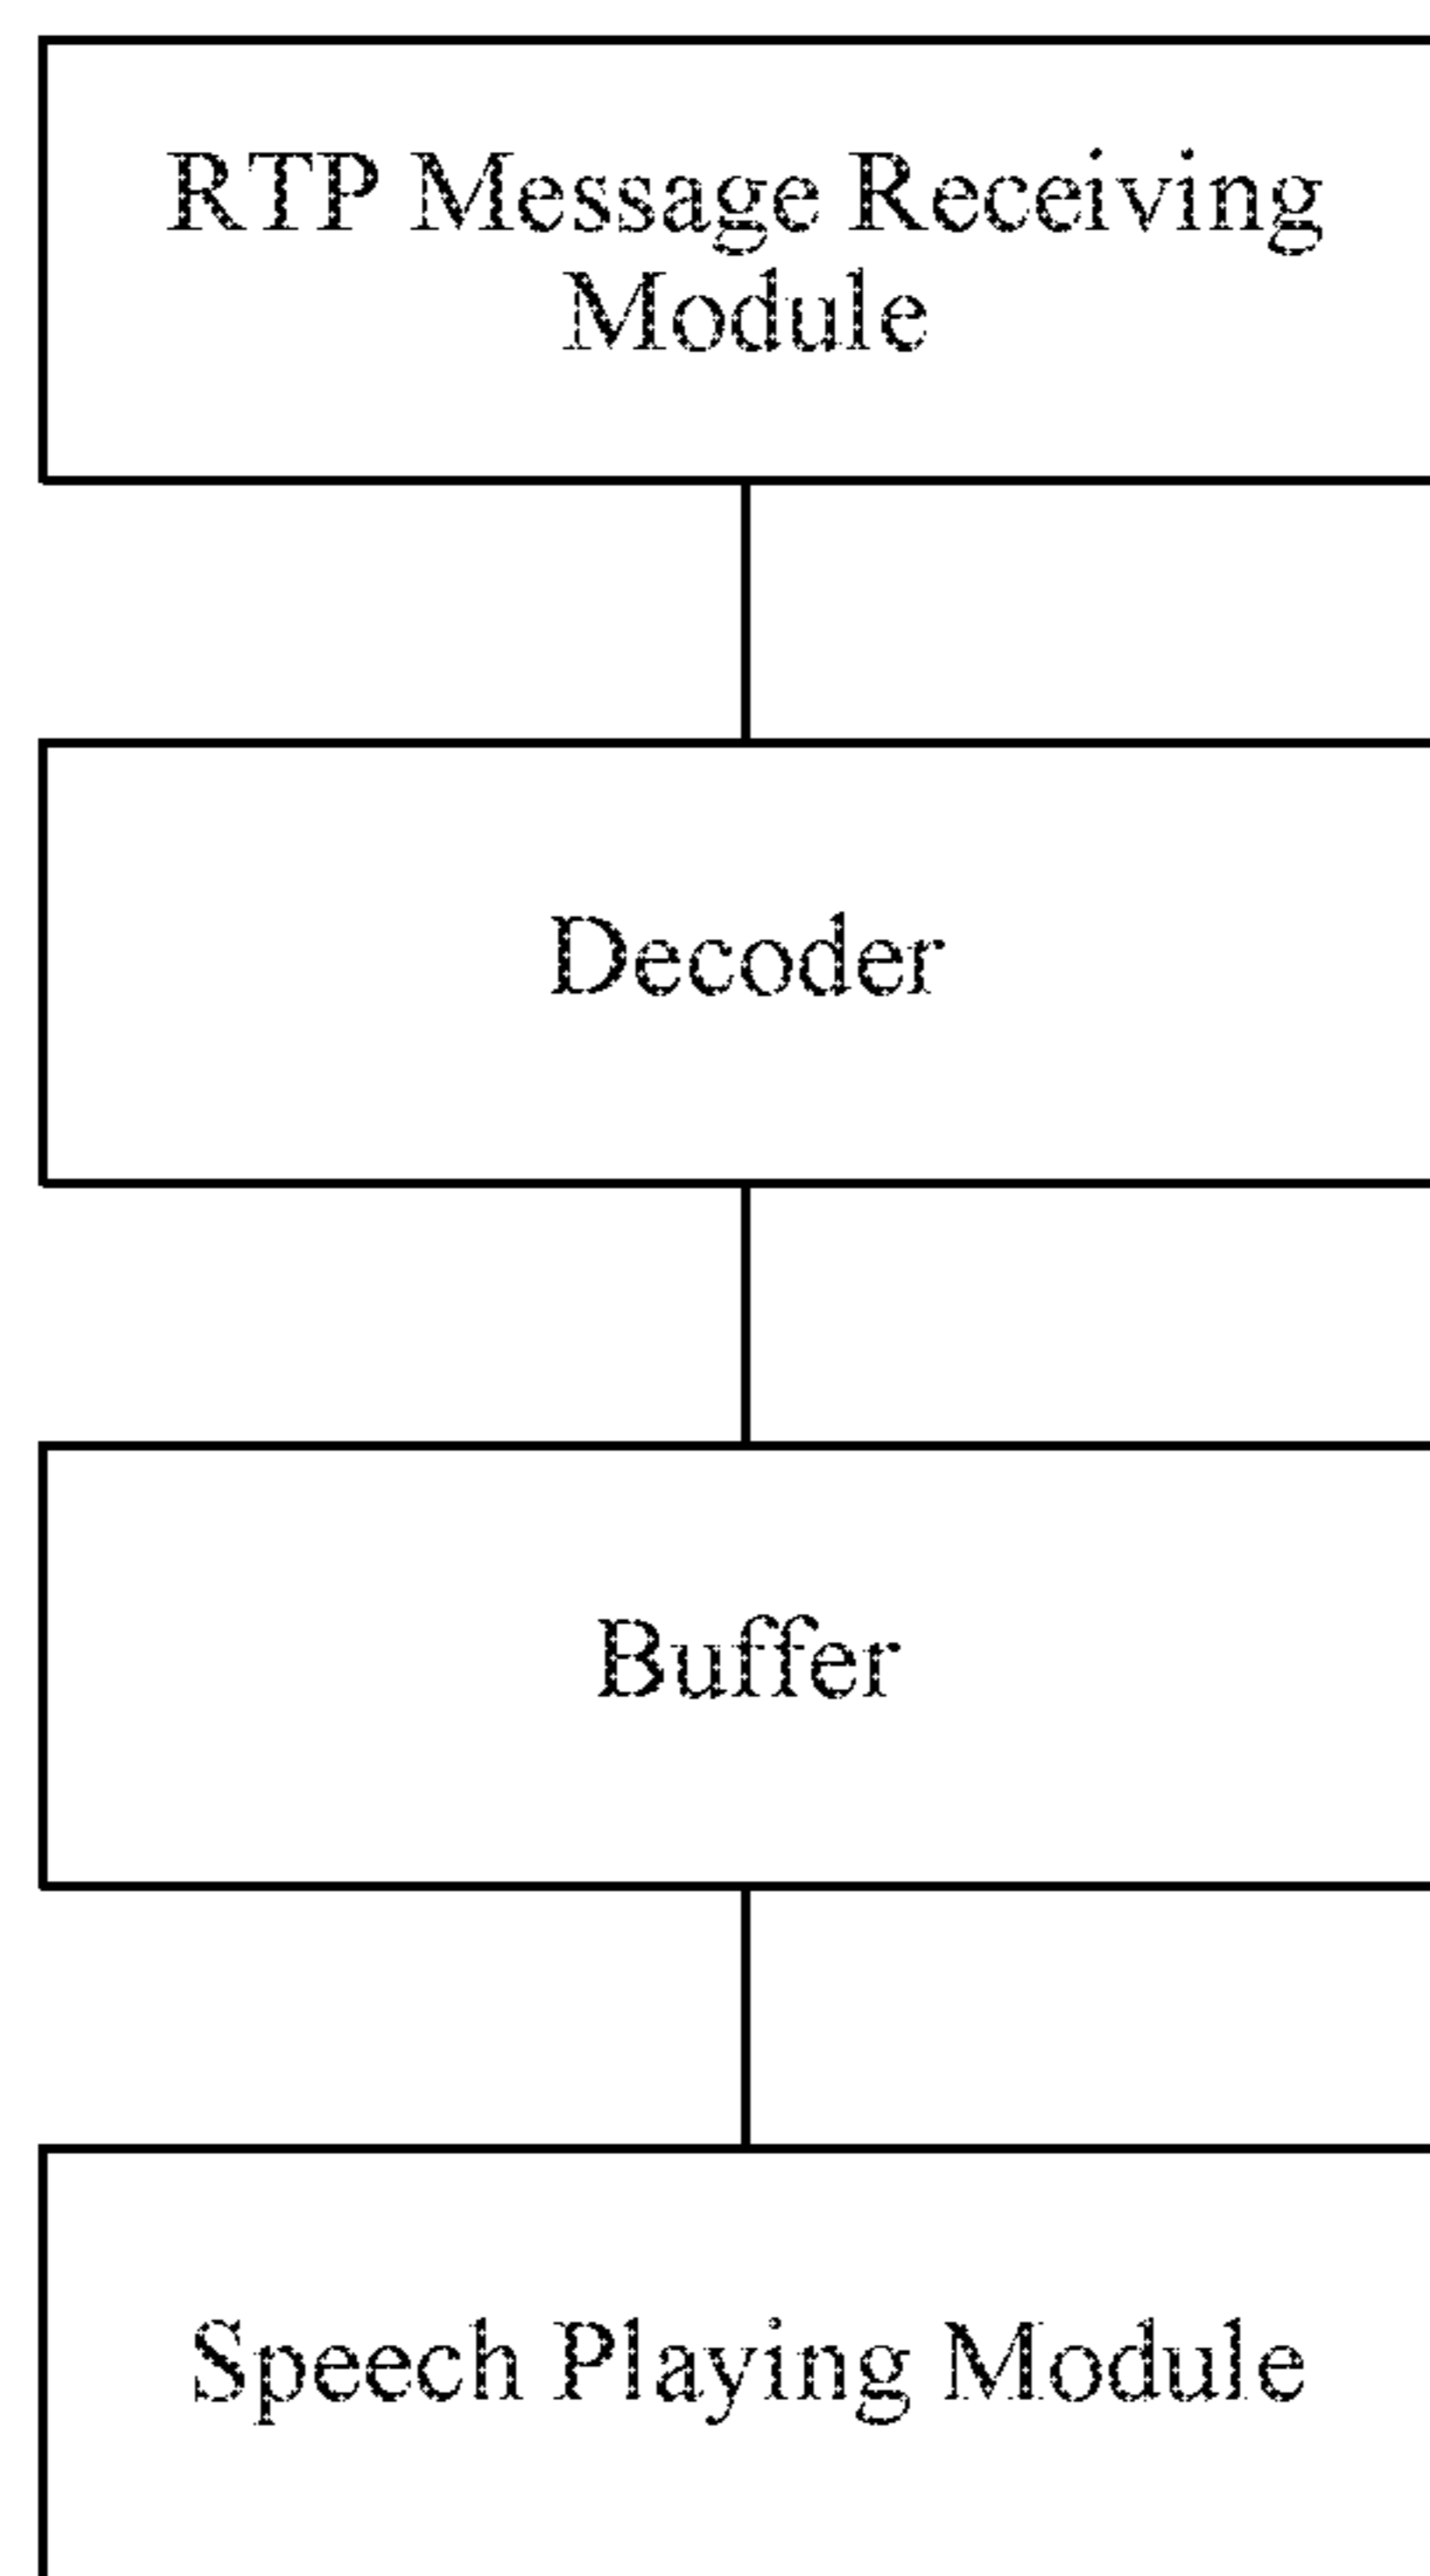 RTP Message Receiving
Module
Decoder
Buffer
Speech Playing Module